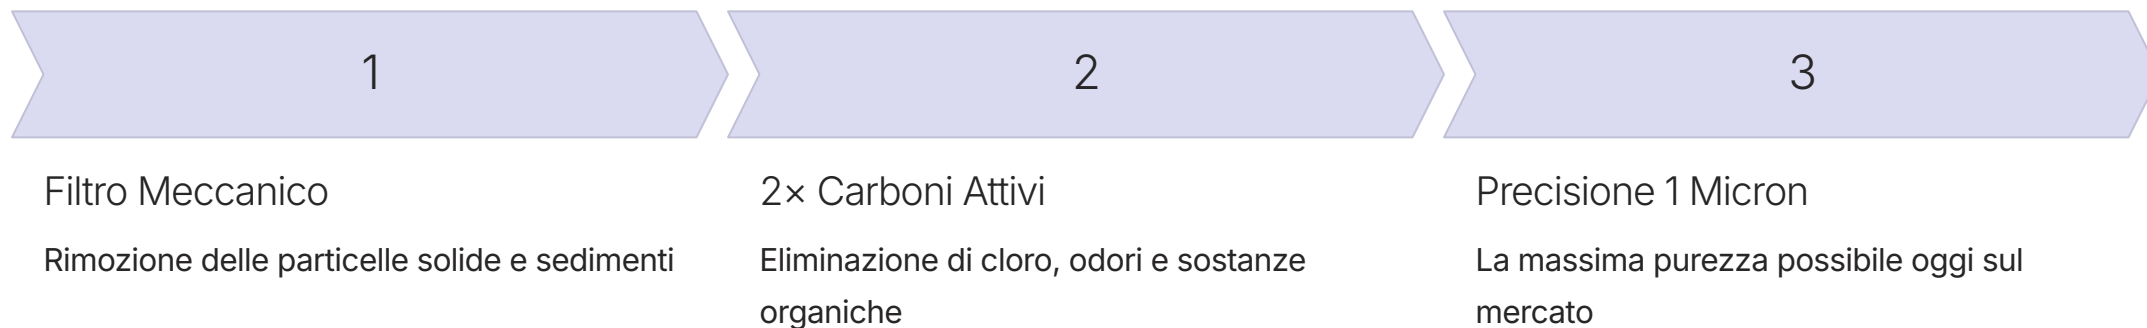 1
2
3
Filtro Meccanico
Rimozione delle particelle solide e sedimenti
2× Carboni Attivi
Eliminazione di cloro, odori e sostanze
organiche
Precisione 1 Micron
La massima purezza possibile oggi sul
mercato